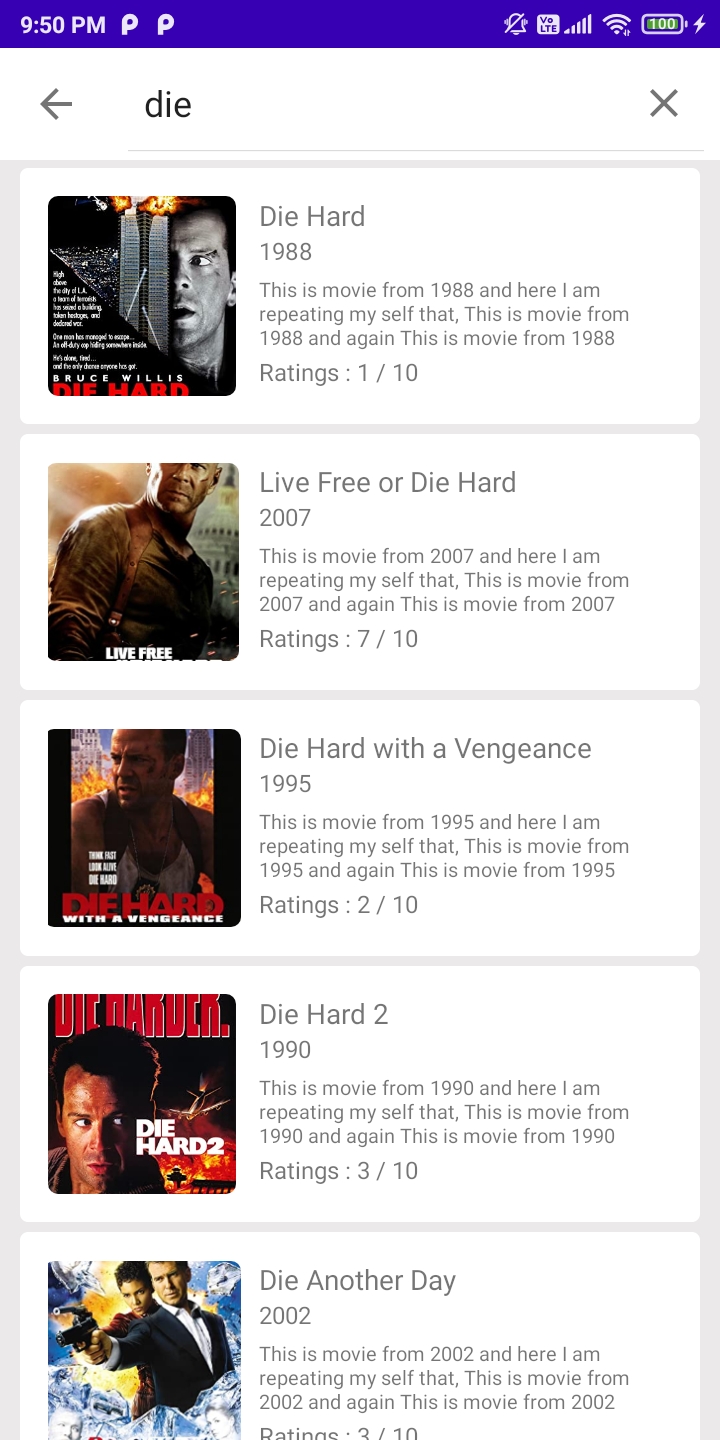 9:50 PM
Vo
LTE
100
die
High
above
the city of L.A.
a team of terrorists
has seized a building,
taken hostages, and
declared war.
One man has managed to escape...
An off-duty cop hiding somewhere inside.
He's alone, tired...
and the only chance anyone has got.
BRUCE WILLIS
DIE HARD
Die Hard
1988
This is movie from 1988 and here I am
repeating my self that, This is movie from
1988 and again This is movie from 1988
Ratings : 1 / 10
LIVE FREE
Live Free or Die Hard
2007
This is movie from 2007 and here I am
repeating my self that, This is movie from
2007 and again This is movie from 2007
Ratings : 7 / 10
THINK FAST
LOOK ALIVE
DIE HARD
DIE HARD
WITH A VENGEANCE
Die Hard with a Vengeance
1995
This is movie from 1995 and here I am
repeating my self that, This is movie from
1995 and again This is movie from 1995
Ratings : 2 / 10
DIE HARDER.
DIE
HARD2
Die Hard 2
1990
This is movie from 1990 and here I am
repeating my self that, This is movie from
1990 and again This is movie from 1990
Ratings : 3 / 10
Die Another Day
2002
This is movie from 2002 and here I am
repeating my self that, This is movie from
2002 and again This is movie from 2002
Ratings : 3 / 10